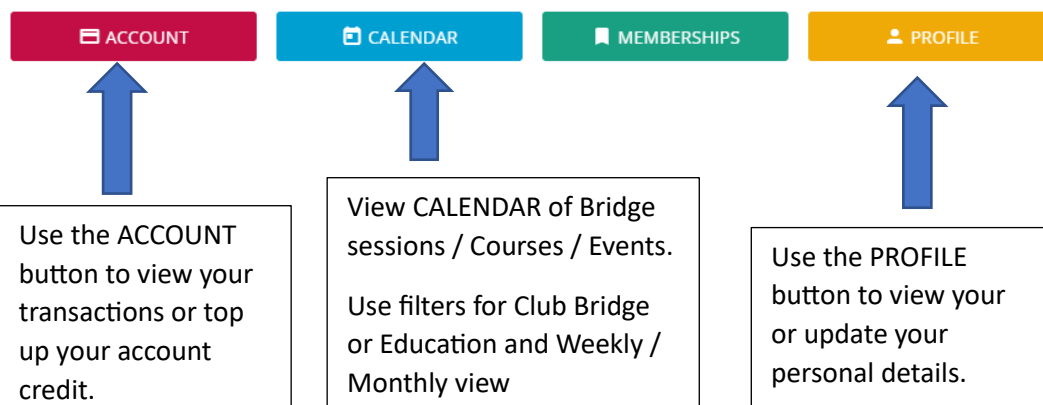 ACCOUNT
CALENDAR
MEMBERSHIPS
PROFILE
Use the ACCOUNT
button to view your
transactions or top
up your account
credit.
View CALENDAR of Bridge
sessions / Courses / Events.
Use filters for Club Bridge
or Education and Weekly /
Monthly view
Use the PROFILE
button to view your
or update your
personal details.